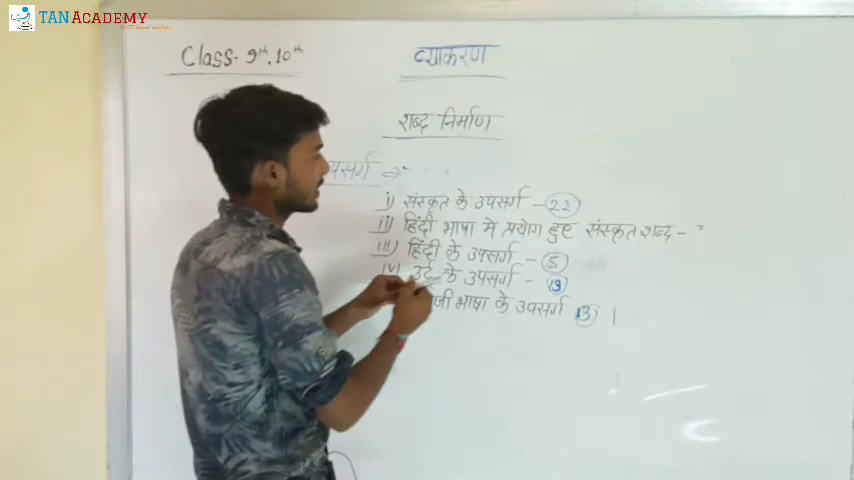 TAN ACADEMY
Class- 9th, 10th
व्याकरण
शब्द निर्माण
उपसर्ग ⇒
i) संस्कृत के उपसर्ग - 22
ii) हिंदी भाषा में प्रयोग हुए संस्कृत शब्द -
iii) हिंदी के उपसर्ग - 5
iv) उर्दू के उपसर्ग - 19
जी भाषा के उपसर्ग 3 |